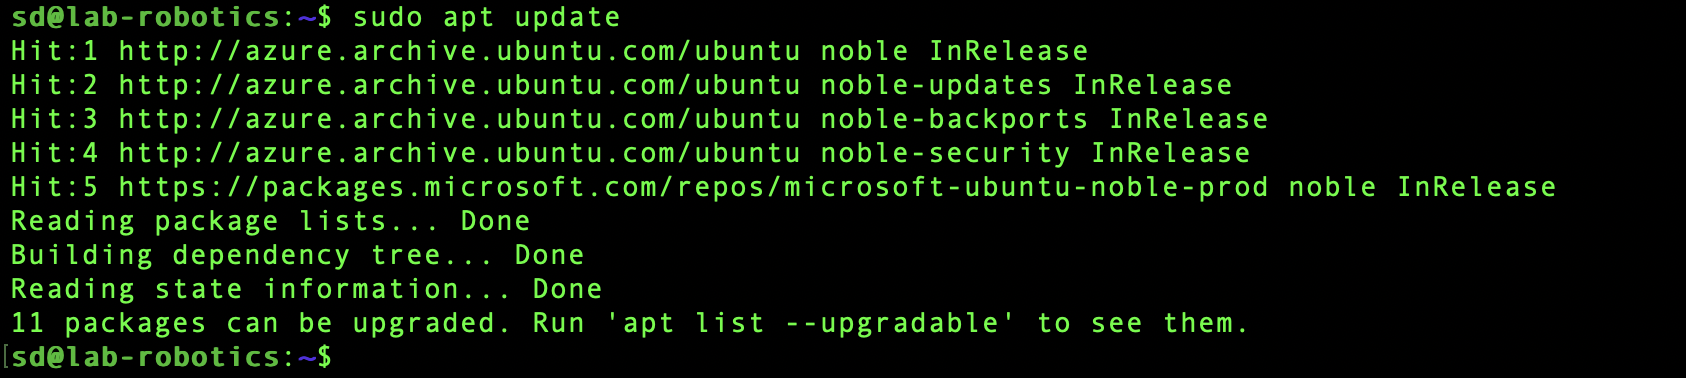 sd@lab-robotics:~$ sudo apt update
Hit:1 http://azure.archive.ubuntu.com/ubuntu noble InRelease
Hit:2 http://azure.archive.ubuntu.com/ubuntu noble-updates InRelease
Hit:3 http://azure.archive.ubuntu.com/ubuntu noble-backports InRelease
Hit:4 http://azure.archive.ubuntu.com/ubuntu noble-security InRelease
Hit:5 https://packages.microsoft.com/repos/microsoft-ubuntu-noble-prod noble InRelease
Reading package lists... Done
Building dependency tree... Done
Reading state information... Done
11 packages can be upgraded. Run 'apt list --upgradable' to see them.
[sd@lab-robotics:~$